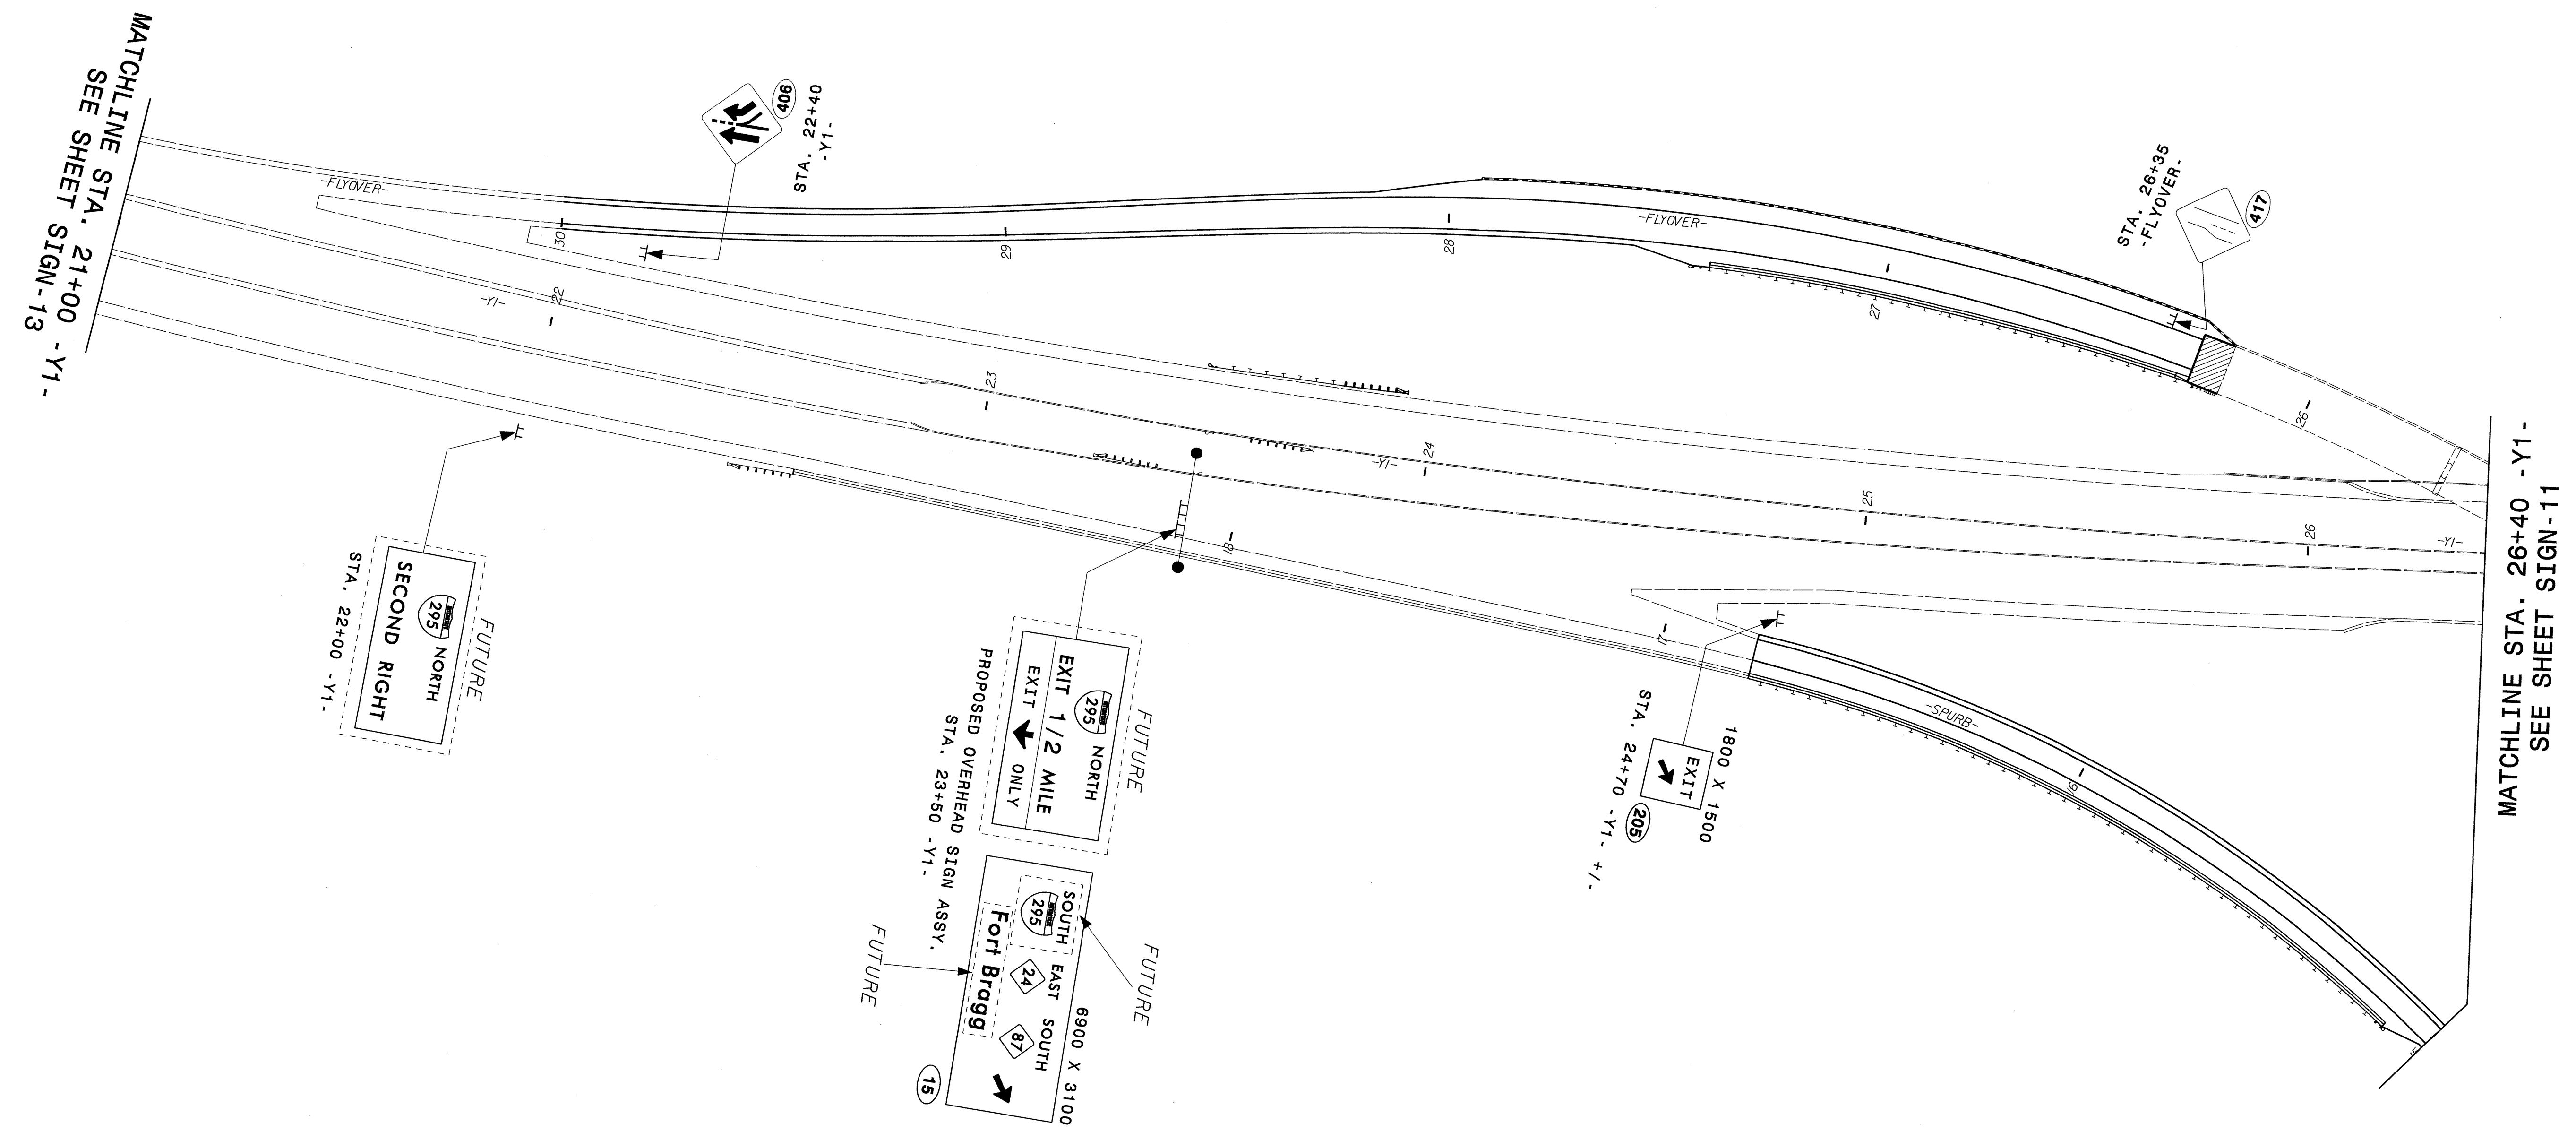 MATCHLINE STA. 21+00 -Y1-
SEE SHEET SIGN-13
406
STA. 22+40
-Y1-
-FLYOVER-
30
29
28
-FLYOVER-
27
STA. 26+35
-FLYOVER-
417
26
-Y1-
22
23
24
-Y1-
25
26
-Y1-
MATCHLINE STA. 26+40 -Y1-
SEE SHEET SIGN-11
18
17
-SPURB-
16
15
FUTURE
295 NORTH
SECOND RIGHT
STA. 22+00 -Y1-
FUTURE
295 NORTH
EXIT 1/2 MILE
EXIT ONLY
PROPOSED OVERHEAD SIGN ASSY.
STA. 23+50 -Y1-
FUTURE
6900 X 3100
SOUTH EAST SOUTH
295 24 87
Fort Bragg
FUTURE
15
1800 X 1500
EXIT
205
STA. 24+70 -Y1- +/-